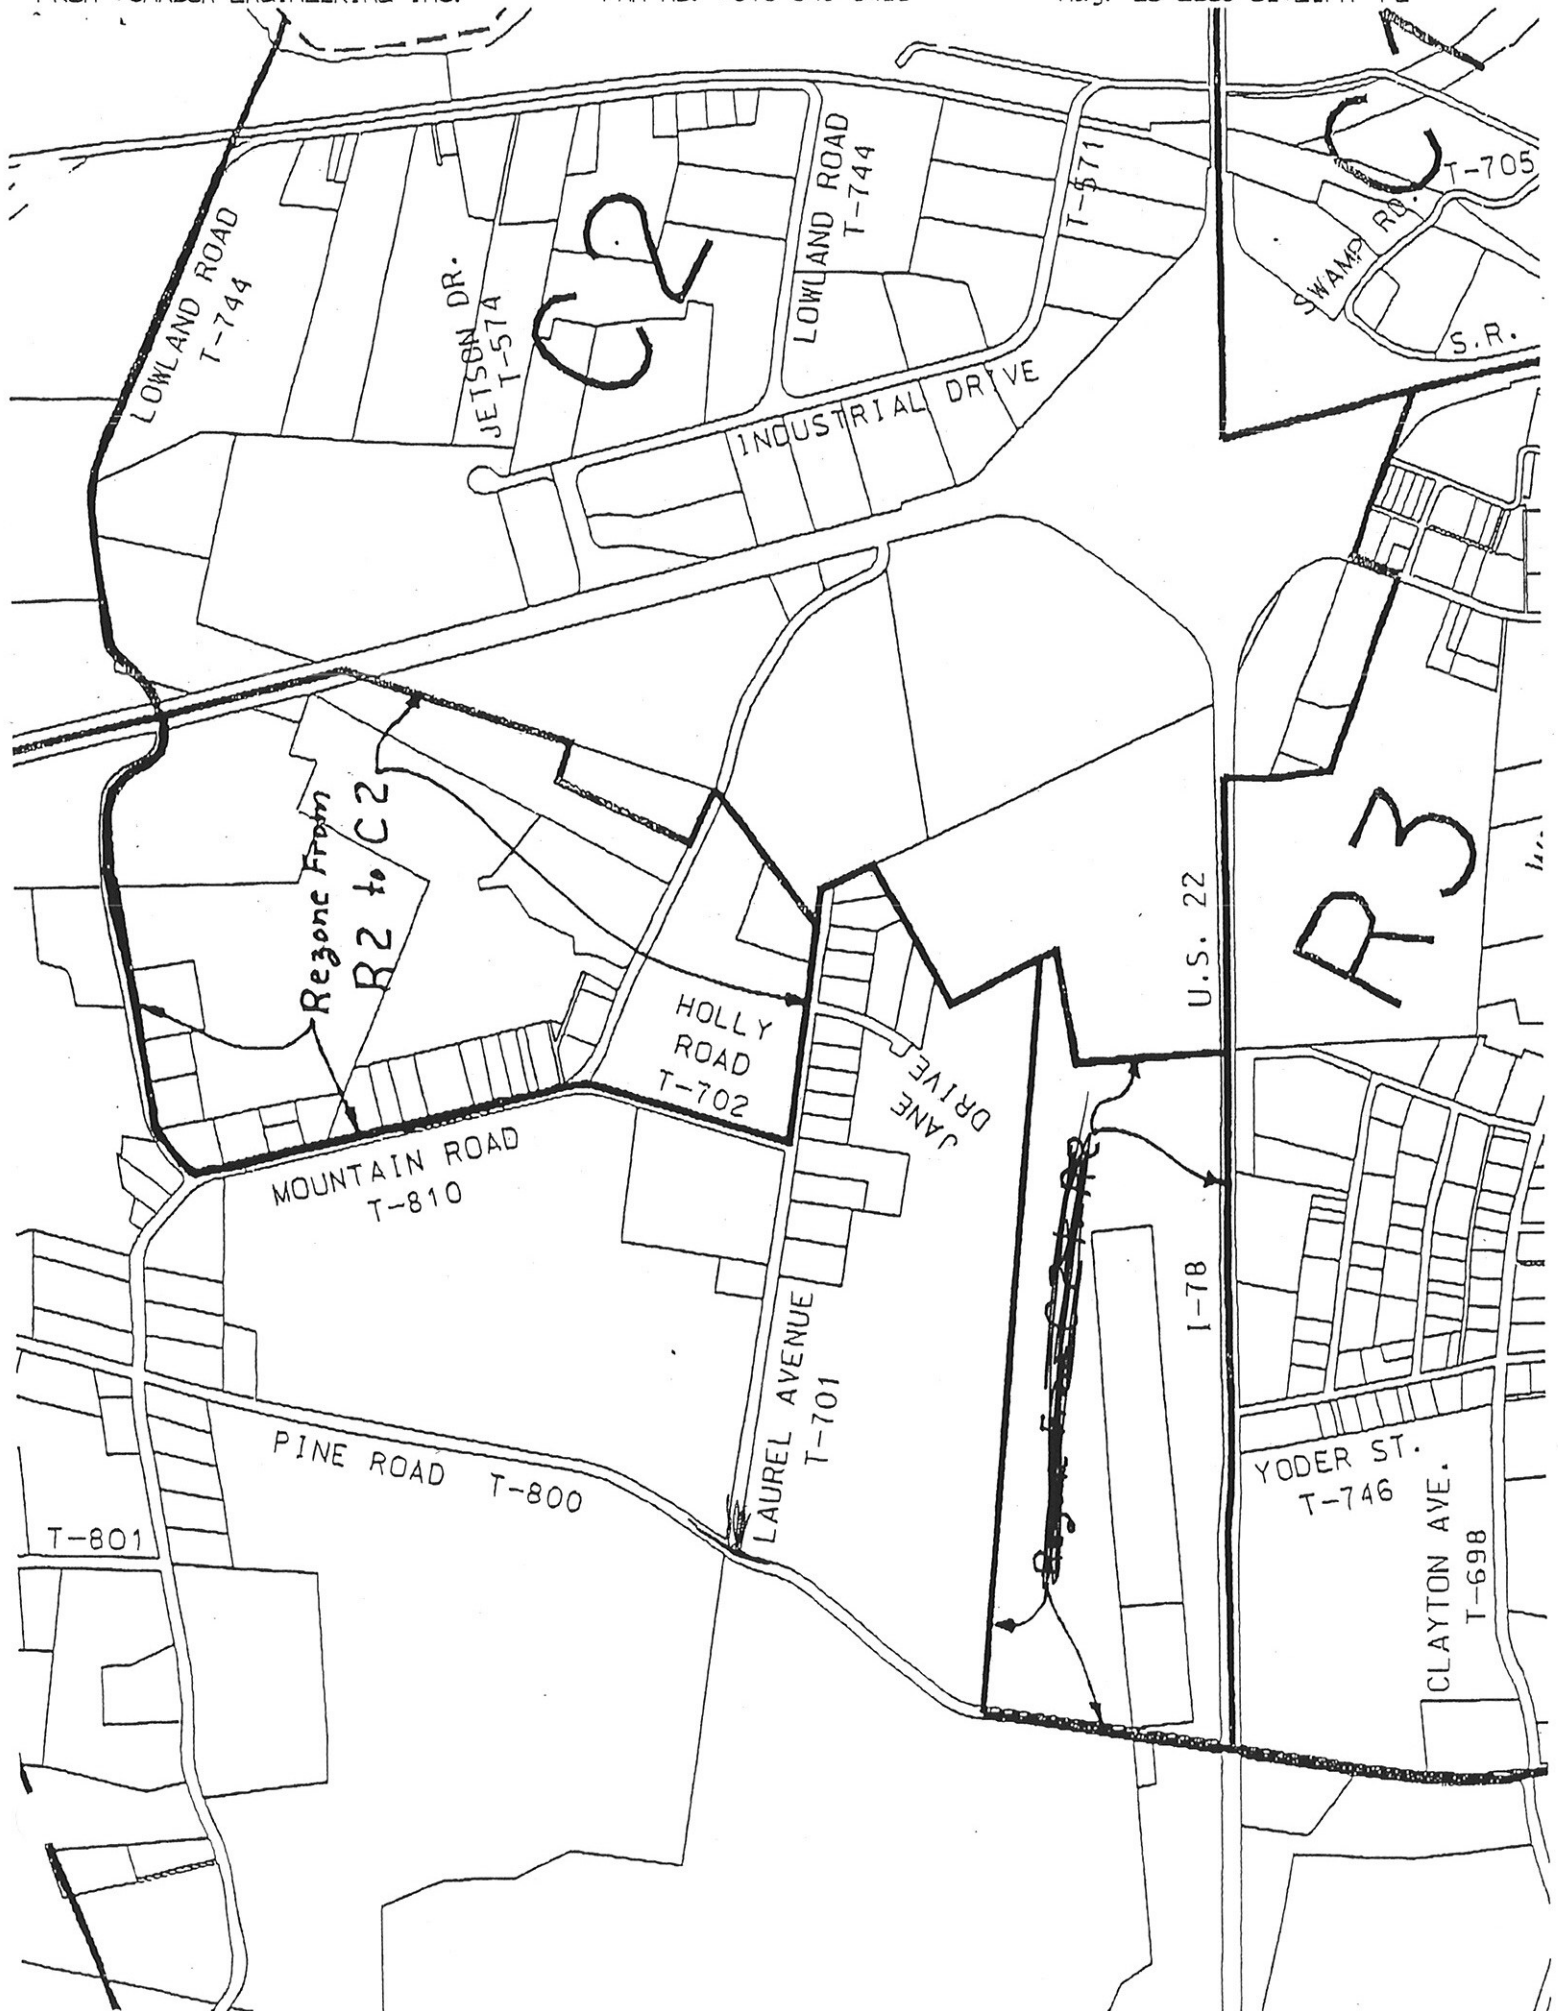 LOWLAND ROAD
T-744
JETSON DR.
T-574
C2
LOWLAND ROAD
T-744
T-571
C
T-705
SWAMP RD.
S.R.
INDUSTRIAL DRIVE
Rezone From
R2 to C2
HOLLY
ROAD
T-702
JANE
DRIVE
U.S. 22
R3
MOUNTAIN ROAD
T-810
I-78
LAUREL AVENUE
T-701
PINE ROAD T-800
YODER ST.
T-746
T-801
CLAYTON AVE.
T-698